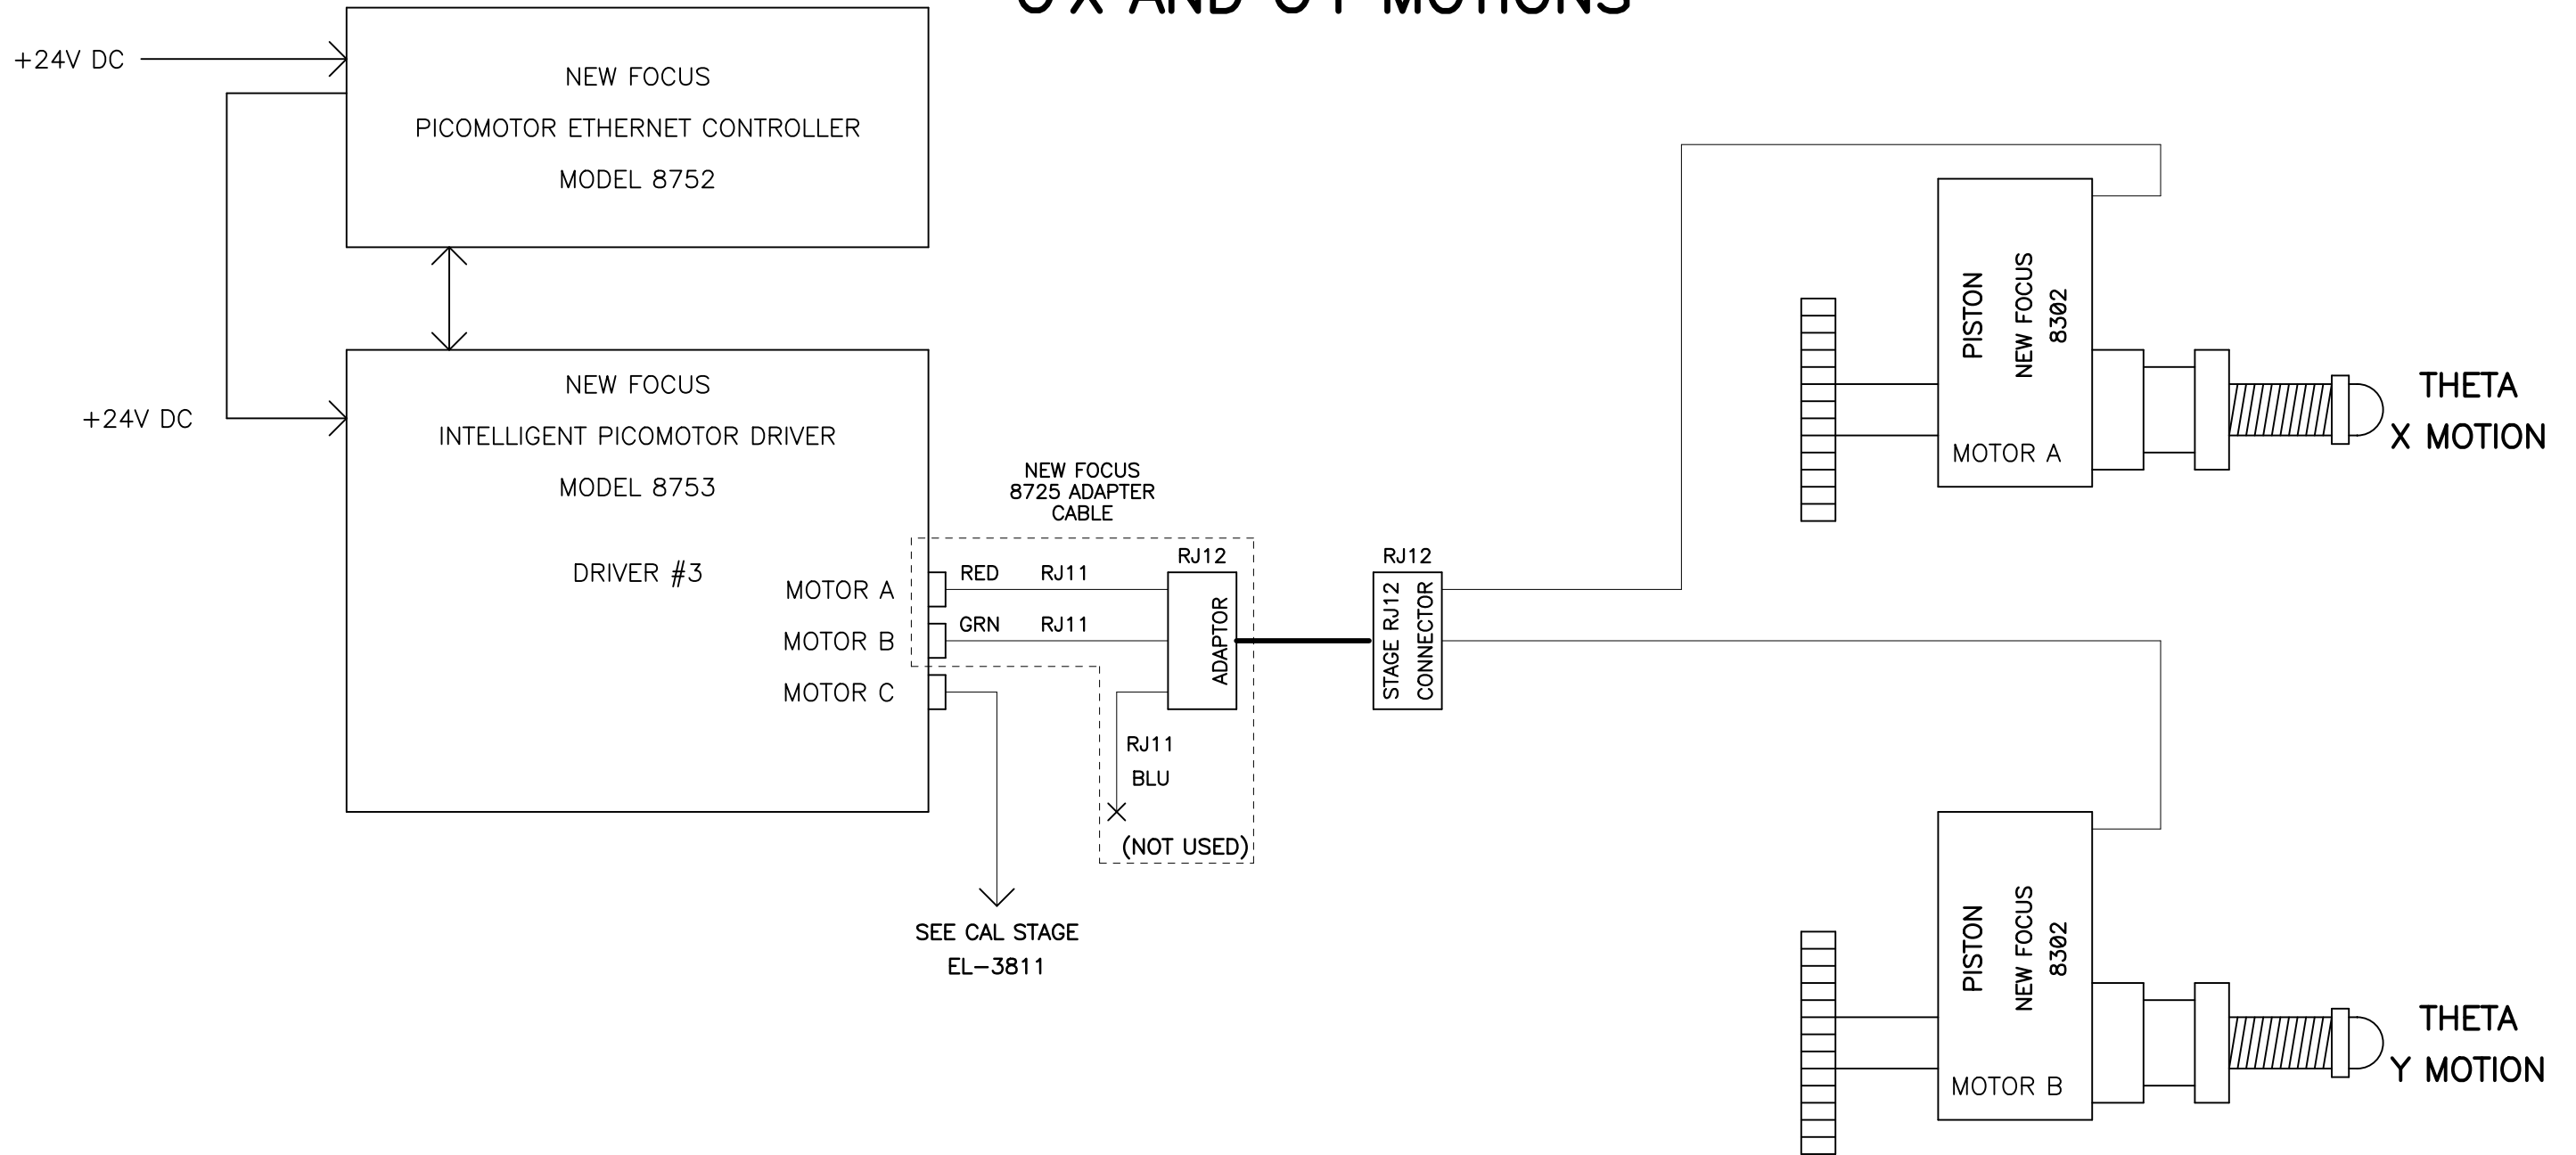 X AND
MOTIONS
+24V DC
NEW FOCUS
PICOMOTOR ETHERNET CONTROLLER
MODEL 8752
+24V DC
NEW FOCUS
INTELLIGENT PICOMOTOR DRIVER
MODEL 8753
DRIVER #3
MOTOR A
MOTOR B
MOTOR C
NEW FOCUS
8725 ADAPTER
CABLE
RED RJ11
GRN RJ11
RJ12
ADAPTOR
RJ11
BLU
(NOT USED)
SEE CAL STAGE
EL-3811
RJ12
STAGE RJ12
CONNECTOR
PISTON
NEW FOCUS
8302
MOTOR A
THETA
X MOTION
PISTON
NEW FOCUS
8302
MOTOR B
THETA
Y MOTION